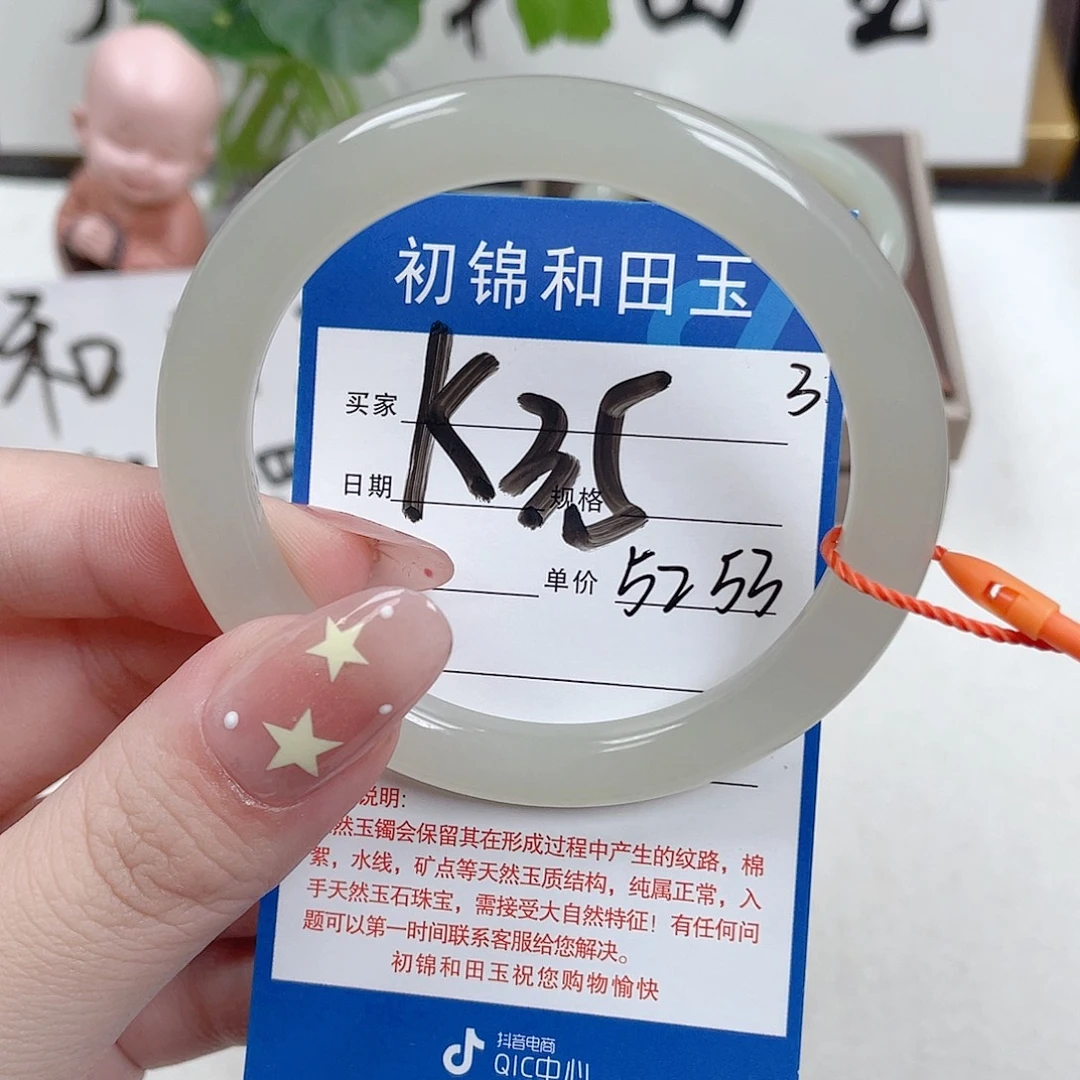 和田玉
和
初锦和田玉
3
买家
K35
日期
规格
单价 52 53
说明:
然玉镯会保留其在形成过程中产生的纹路，棉
絮，水线，矿点等天然玉质结构，纯属正常，入
手天然玉石珠宝，需接受大自然特征！有任何问
题可以第一时间联系客服给您解决。
初锦和田玉祝您购物愉快
抖音电商
QIC中心